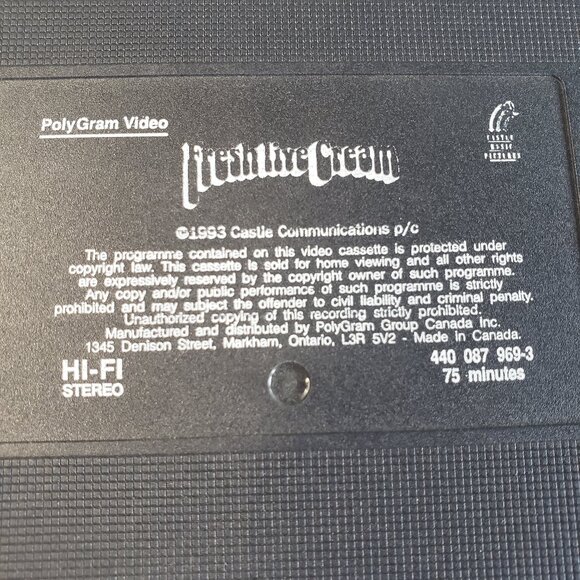 PolyGram Video
CASTLE
MUSIC
PICTURES
Fresh Live Cream
©1993 Castle Communications p/c
The programme contained on this video cassette is protected under
copyright law. This cassette is sold for home viewing and all other rights
are expressively reserved by the copyright owner of such programme.
Any copy and/or public performance of such programme is strictly
prohibited and may subject the offender to civil liability and criminal penalty.
Unauthorized copying of this recording strictly prohibited.
Manufactured and distributed by PolyGram Group Canada Inc.
1345 Denison Street, Markham, Ontario, L3R 5V2 - Made in Canada.
HI-FI
STEREO
440 087 969-3
75 minutes